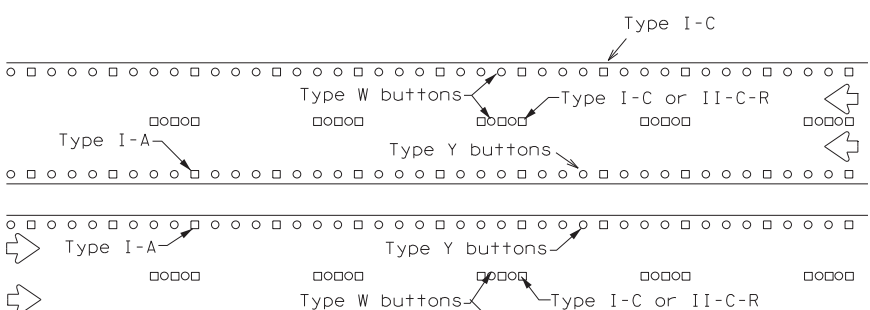 Type I-C
Type W buttons
Type I-C or II-C-R
Type I-A
Type Y buttons
Type I-A
Type Y buttons
Type W buttons
Type I-C or II-C-R